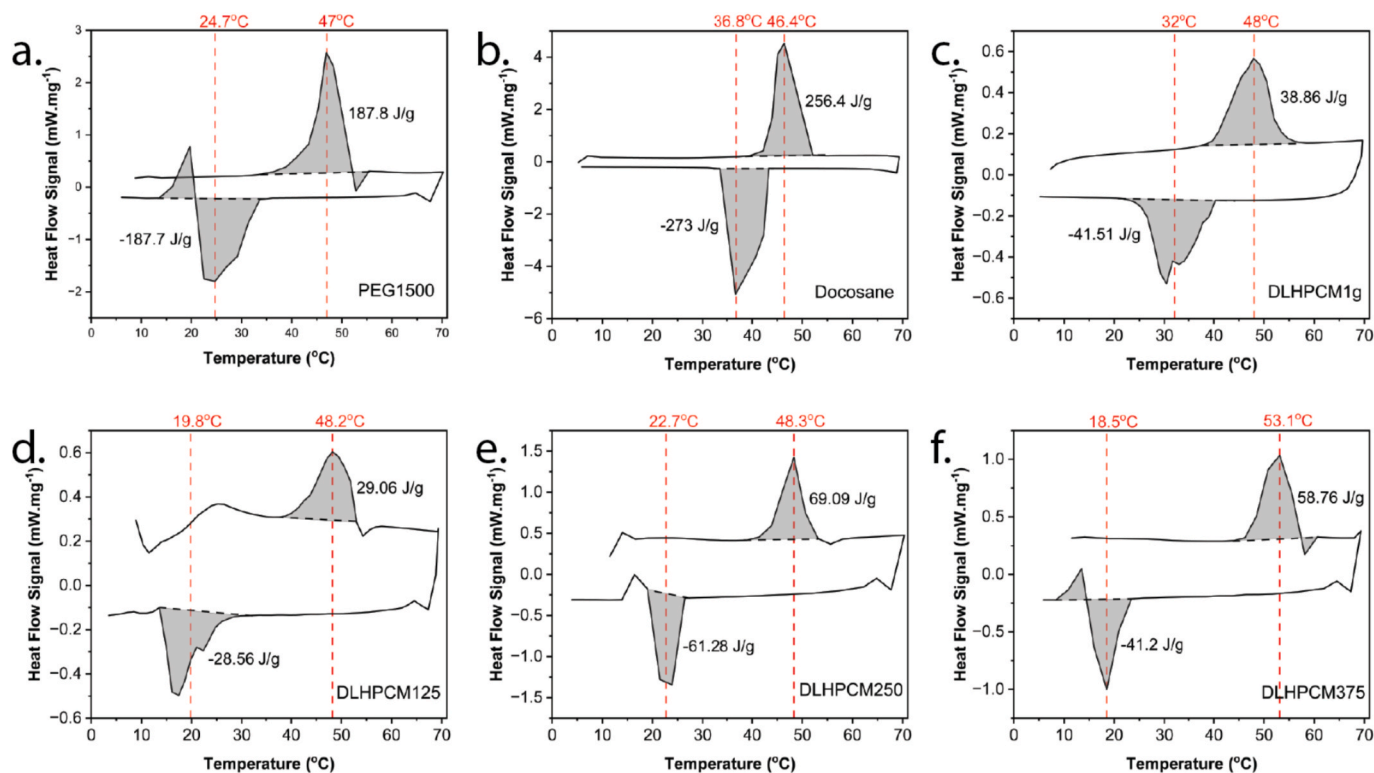 a.
24.7°C 47°C
Heat Flow Signal (mW.mg⁻¹)
3
2
1
0
−1
−2
187.8 J/g
-187.7 J/g
PEG1500
0 10 20 30 40 50 60 70
Temperature (°C)
b.
36.8°C 46.4°C
Heat Flow Signal (mW.mg⁻¹)
4
2
0
−2
−4
−6
256.4 J/g
-273 J/g
Docosane
0 10 20 30 40 50 60 70
Temperature (°C)
c.
32°C 48°C
Heat Flow Signal (mW.mg⁻¹)
0.6
0.4
0.2
0.0
−0.2
−0.4
−0.6
38.86 J/g
-41.51 J/g
DLHPCM1g
0 10 20 30 40 50 60 70
Temperature (°C)
d.
19.8°C 48.2°C
Heat Flow Signal (mW.mg⁻¹)
0.6
0.4
0.2
0.0
−0.2
−0.4
−0.6
29.06 J/g
-28.56 J/g
DLHPCM125
0 10 20 30 40 50 60 70
Temperature (°C)
e.
22.7°C 48.3°C
Heat Flow Signal (mW.mg⁻¹)
1.5
1.0
0.5
0.0
−0.5
−1.0
−1.5
69.09 J/g
-61.28 J/g
DLHPCM250
0 10 20 30 40 50 60 70
Temperature (°C)
f.
18.5°C 53.1°C
Heat Flow Signal (mW.mg⁻¹)
1.0
0.5
0.0
−0.5
−1.0
58.76 J/g
-41.2 J/g
DLHPCM375
0 10 20 30 40 50 60 70
Temperature (°C)